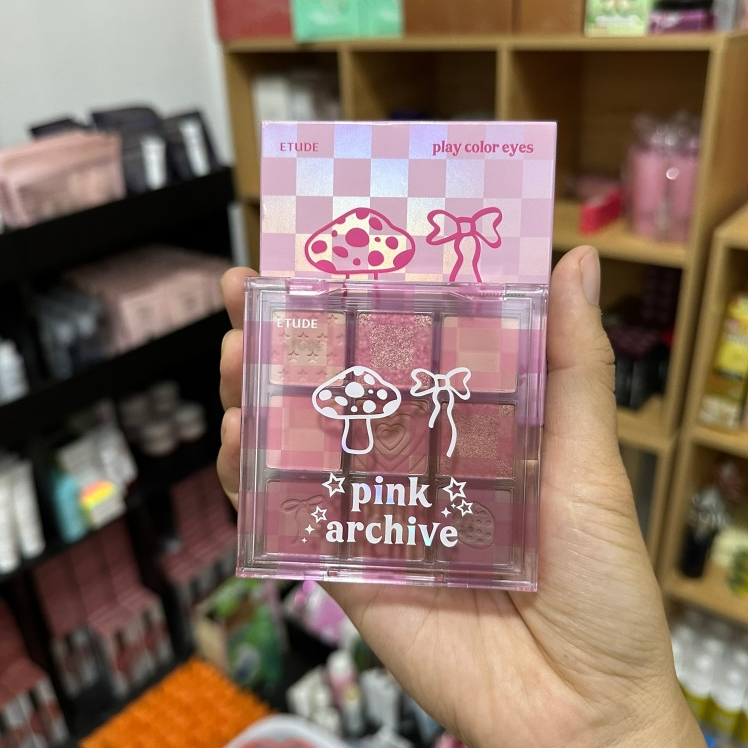 ETUDE
play color eyes
ETUDE
pink
archive